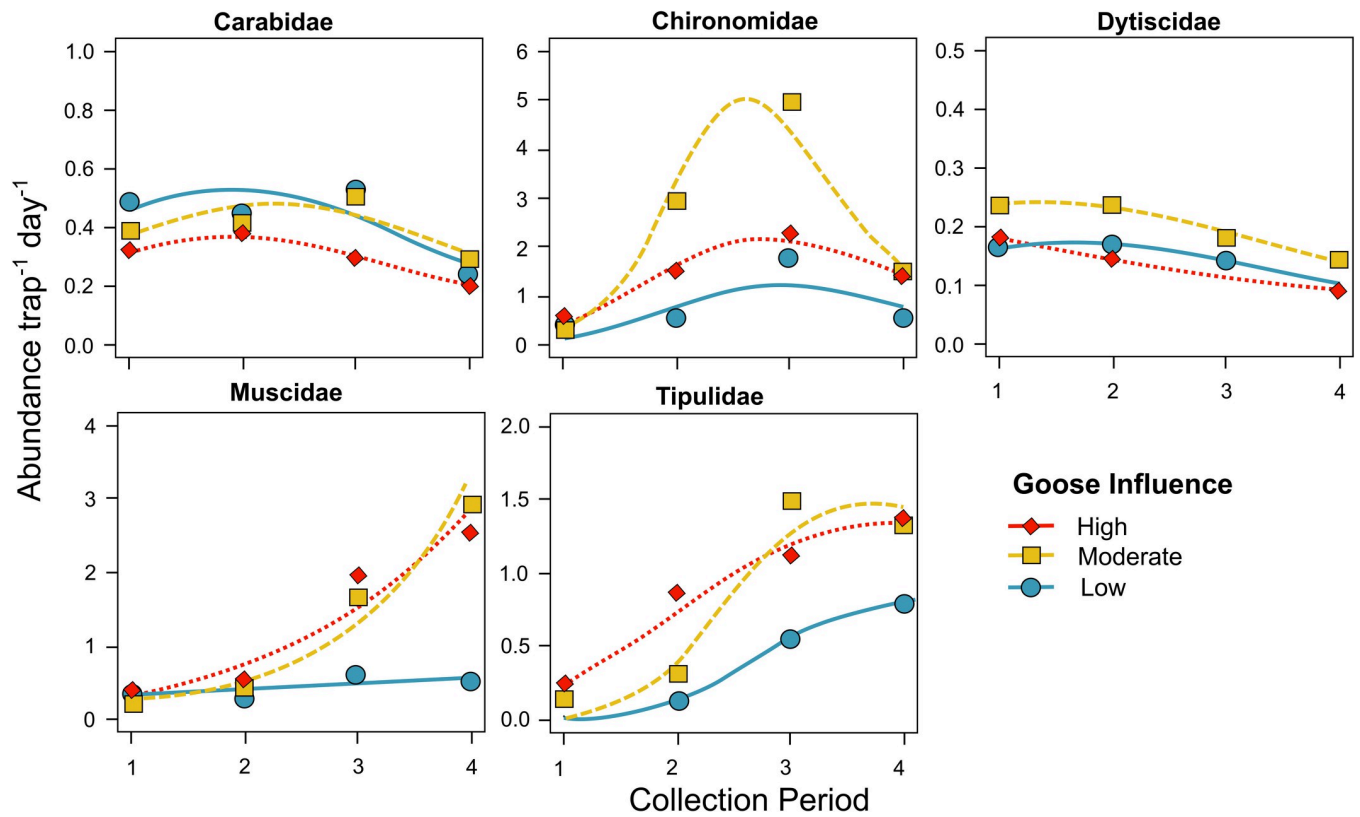 Carabidae
Chironomidae
Dytiscidae
1.0
0.8
0.6
0.4
0.2
0.0
6
5
4
3
2
1
0
0.5
0.4
0.3
0.2
0.1
0.0
1 2 3 4
Abundance trap⁻¹ day⁻¹
Muscidae
Tipulidae
4
3
2
1
0
1 2 3 4
2.0
1.5
1.0
0.5
0.0
1 2 3 4
Collection Period
Goose Influence
High
Moderate
Low